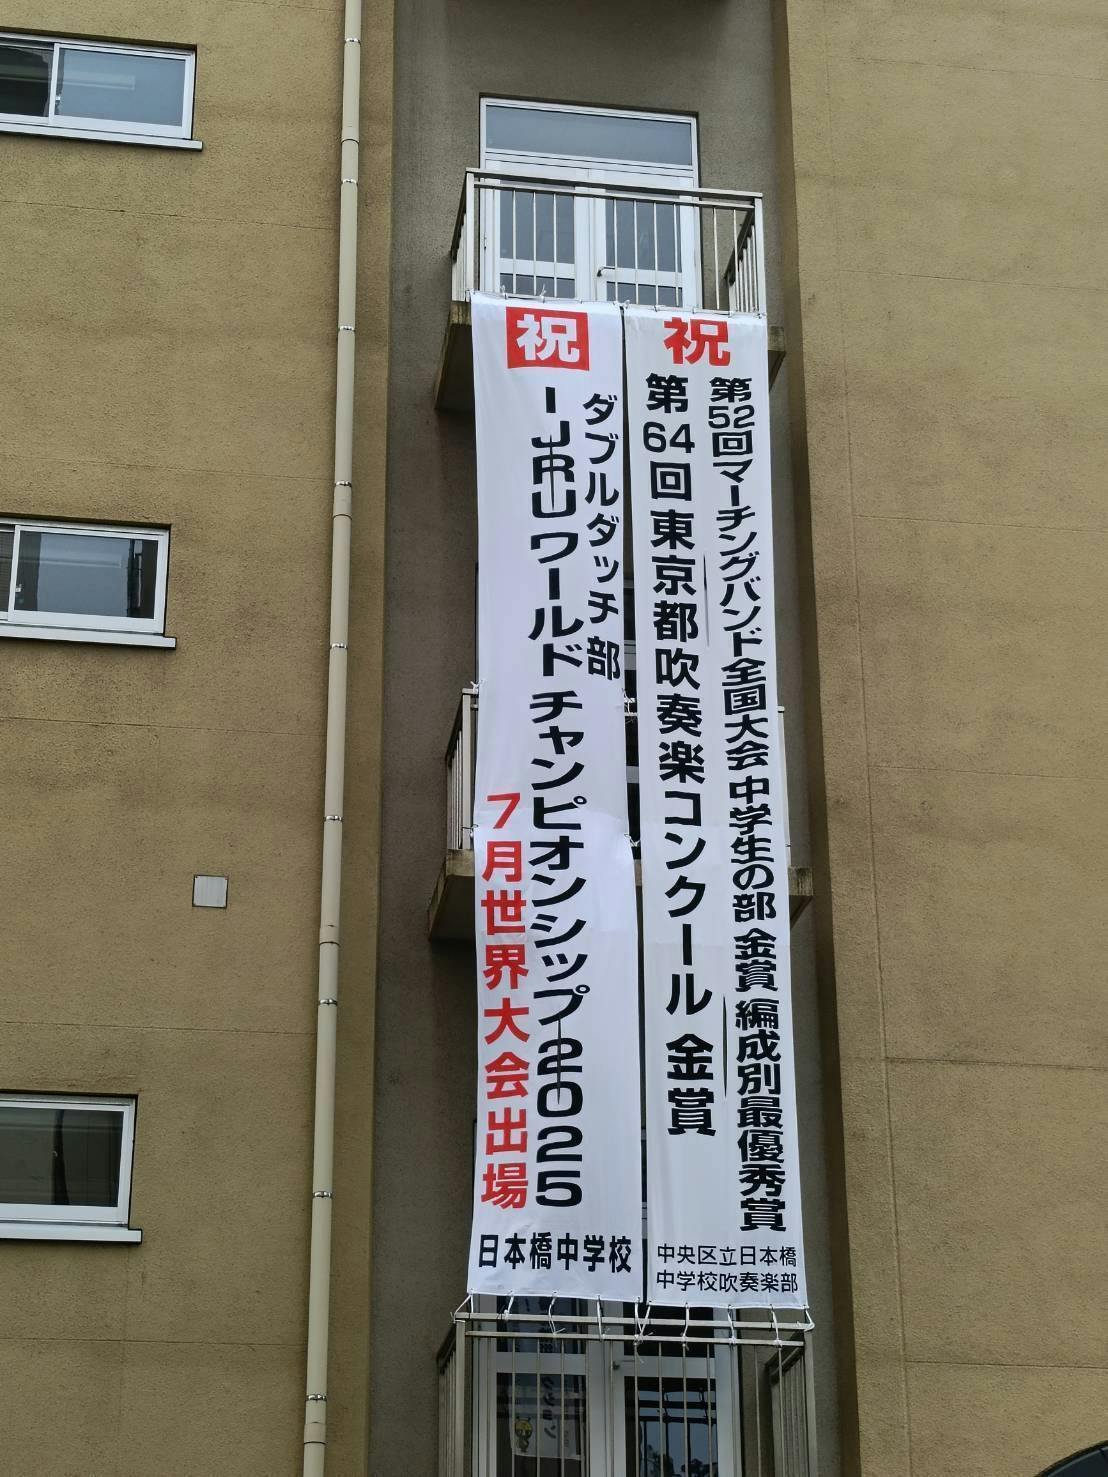 祝
第52回マーチングバンド全国大会 中学生の部 金賞 編成別最優秀賞
第64回東京都吹奏楽コンクール 金賞
中央区立日本橋
中学校吹奏楽部
祝
ダブルダッチ部
IJRUワールドチャンピオンシップ2025
7月世界大会出場
日本橋中学校